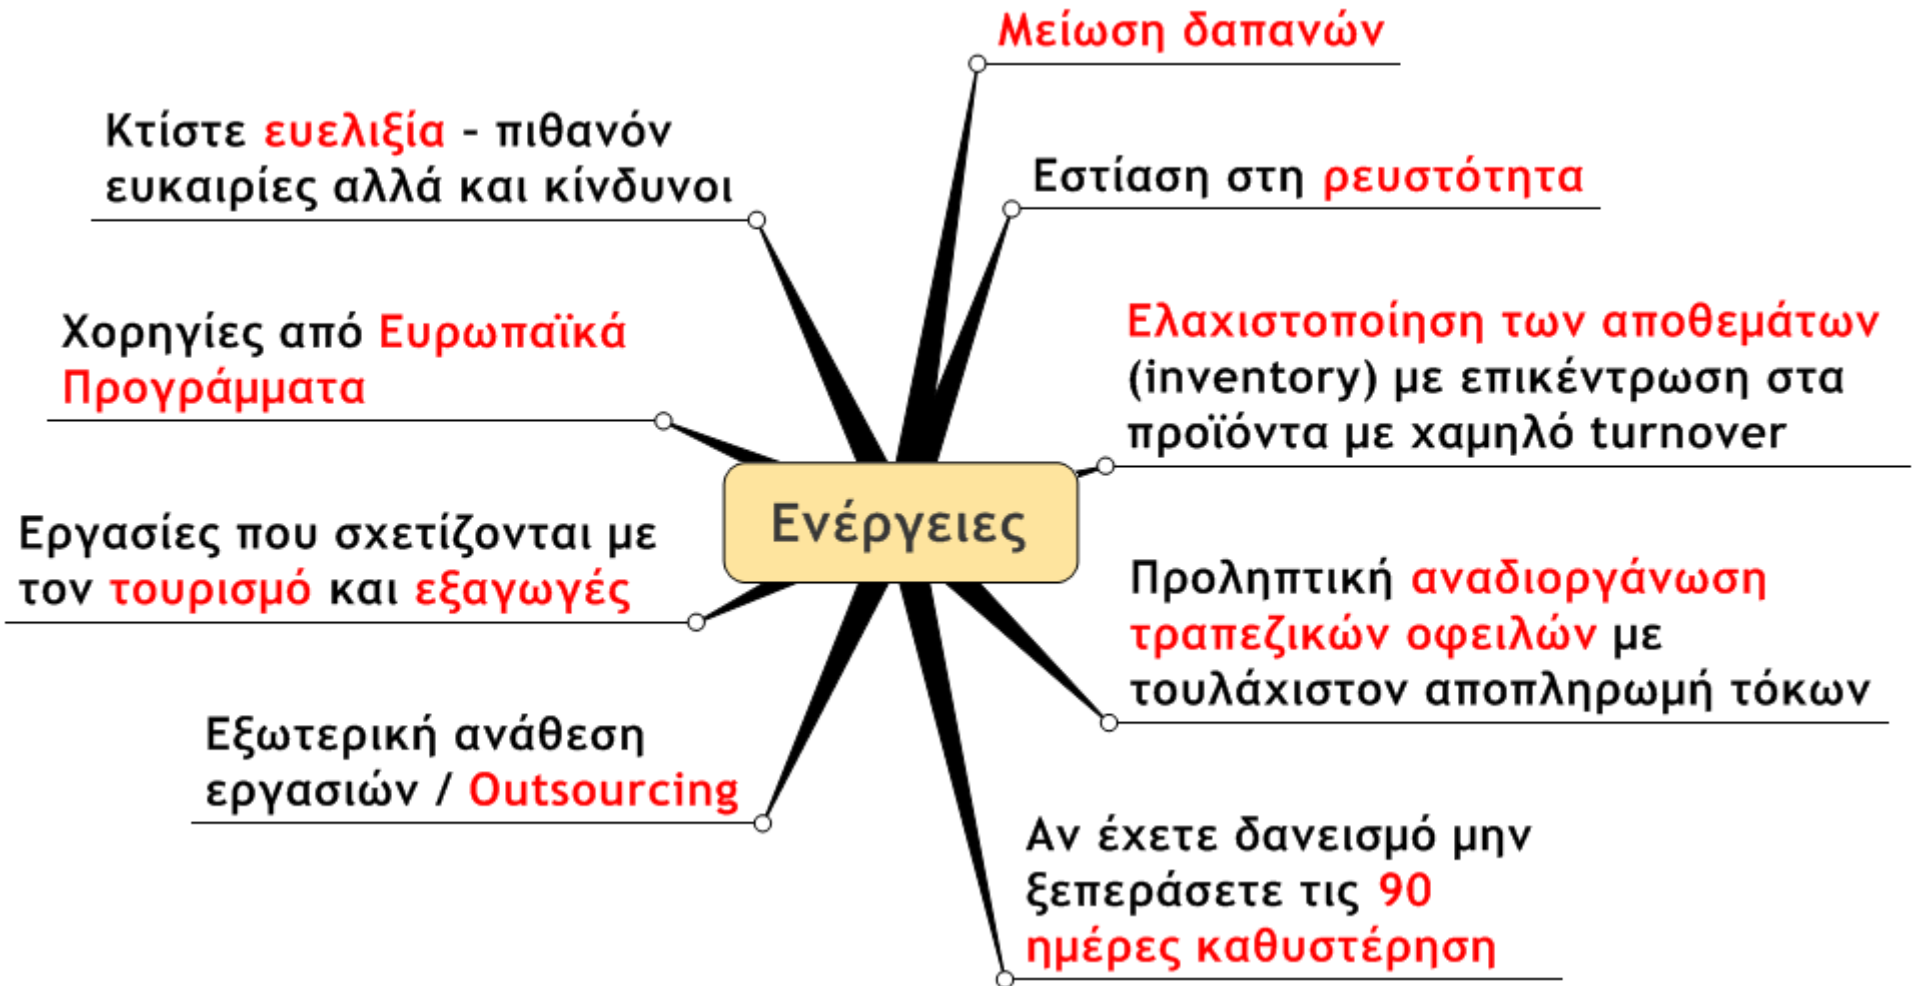 Μείωση δαπανών
Εστίαση στη ρευστότητα
Ελαχιστοποίηση των αποθεμάτων
(inventory) με επικέντρωση στα
προϊόντα με χαμηλό turnover
Προληπτική αναδιοργάνωση
τραπεζικών οφειλών με
τουλάχιστον αποπληρωμή τόκων
Αν έχετε δανεισμό μην
ξεπεράσετε τις 90
ημέρες καθυστέρηση
Εξωτερική ανάθεση
εργασιών / Outsourcing
Εργασίες που σχετίζονται με
τον τουρισμό και εξαγωγές
Χορηγίες από Ευρωπαϊκά
Προγράμματα
Κτίστε ευελιξία - πιθανόν
ευκαιρίες αλλά και κίνδυνοι
Ενέργειες